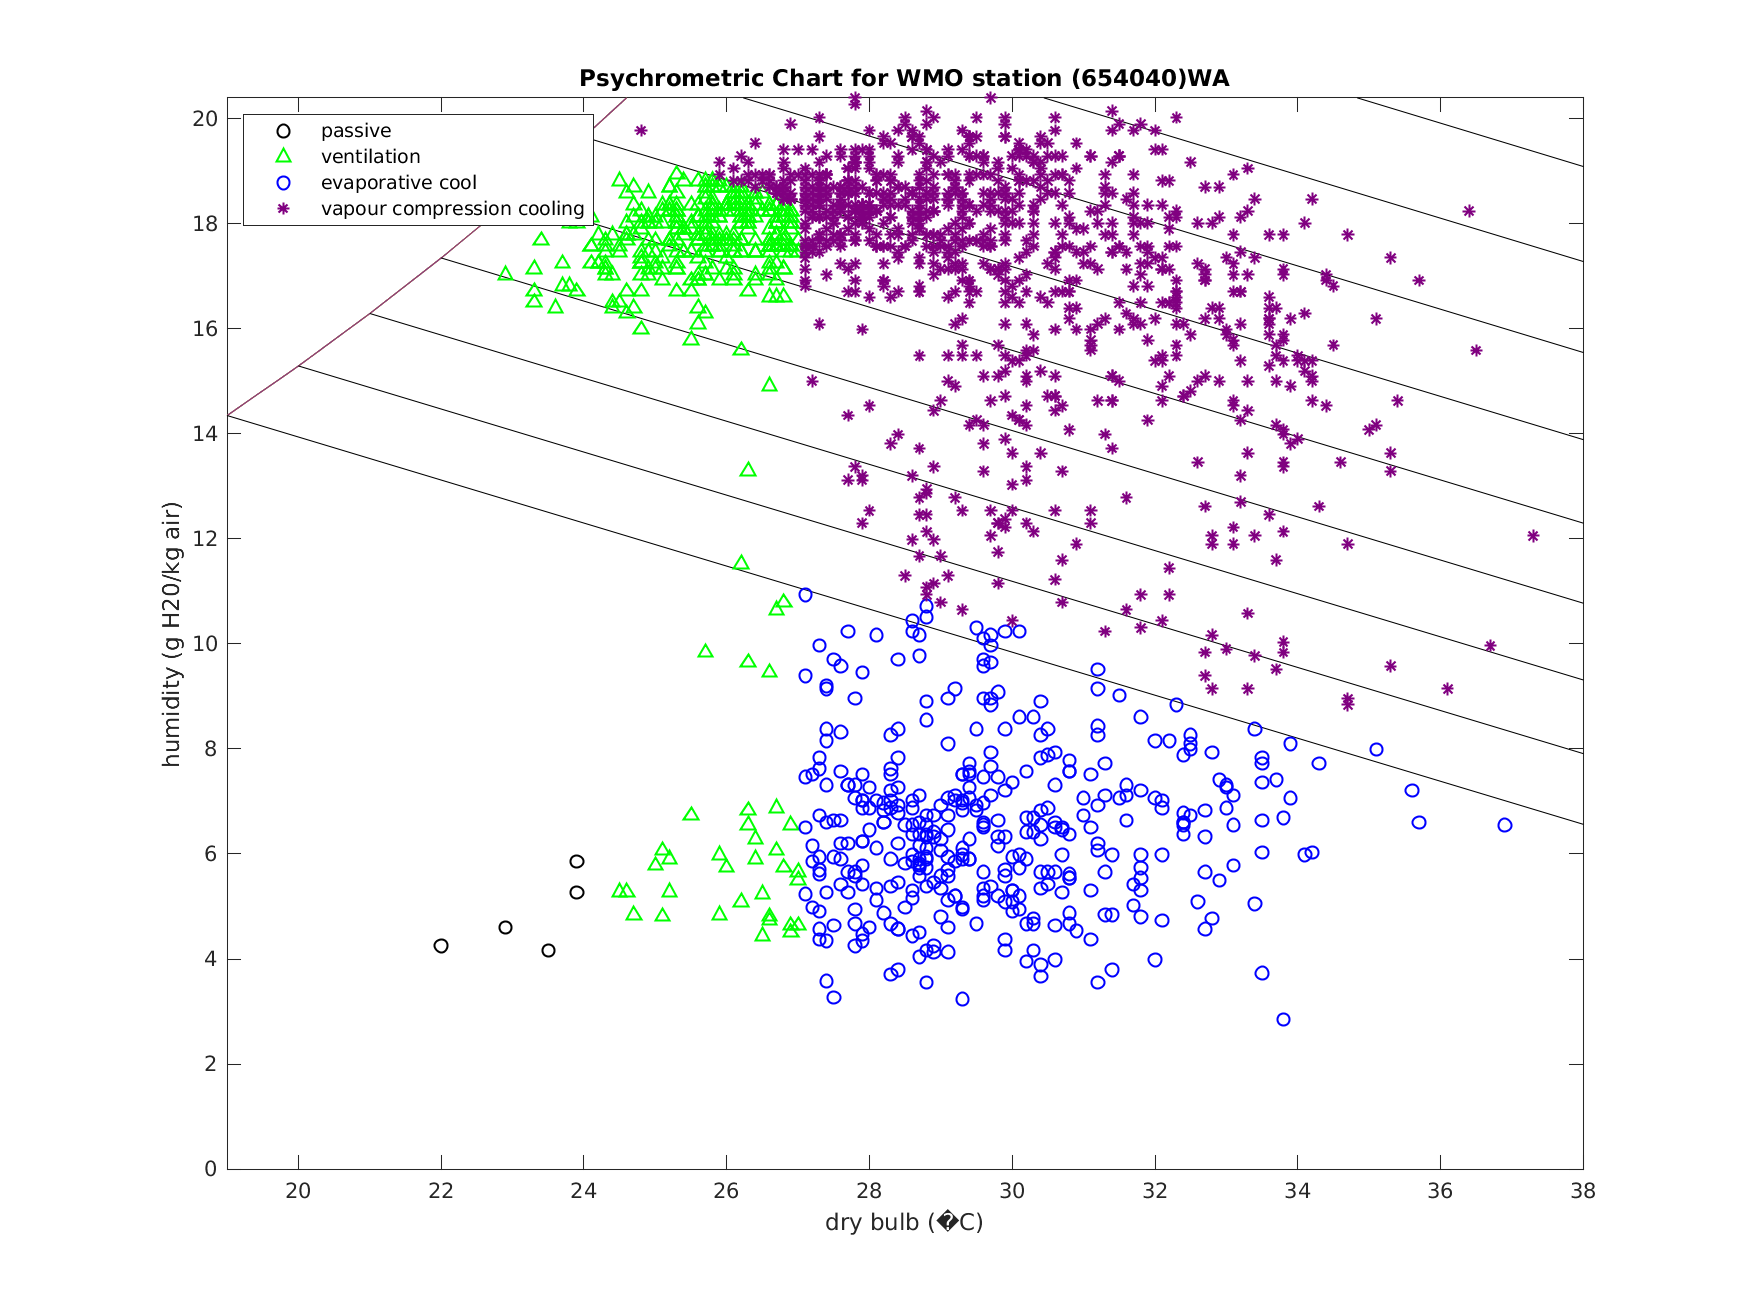 Psychrometric Chart for WMO station (654040)WA
passive
ventilation
evaporative cool
vapour compression cooling
humidity (g H20/kg air)
20
18
16
14
12
10
8
6
4
2
0
20 22 24 26 28 30 32 34 36 38
dry bulb (�C)